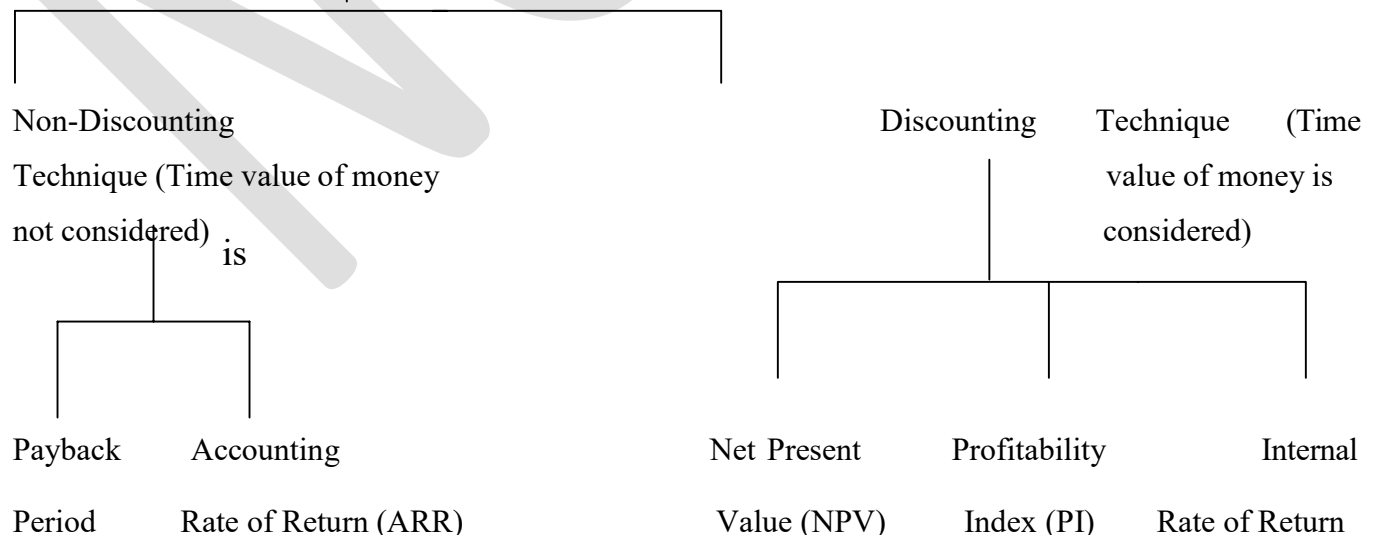 Non-Discounting
Technique (Time value of money
not considered) is
Discounting Technique (Time
value of money is
considered)
Payback Accounting
Period Rate of Return (ARR)
Net Present Profitability Internal
Value (NPV) Index (PI) Rate of Return